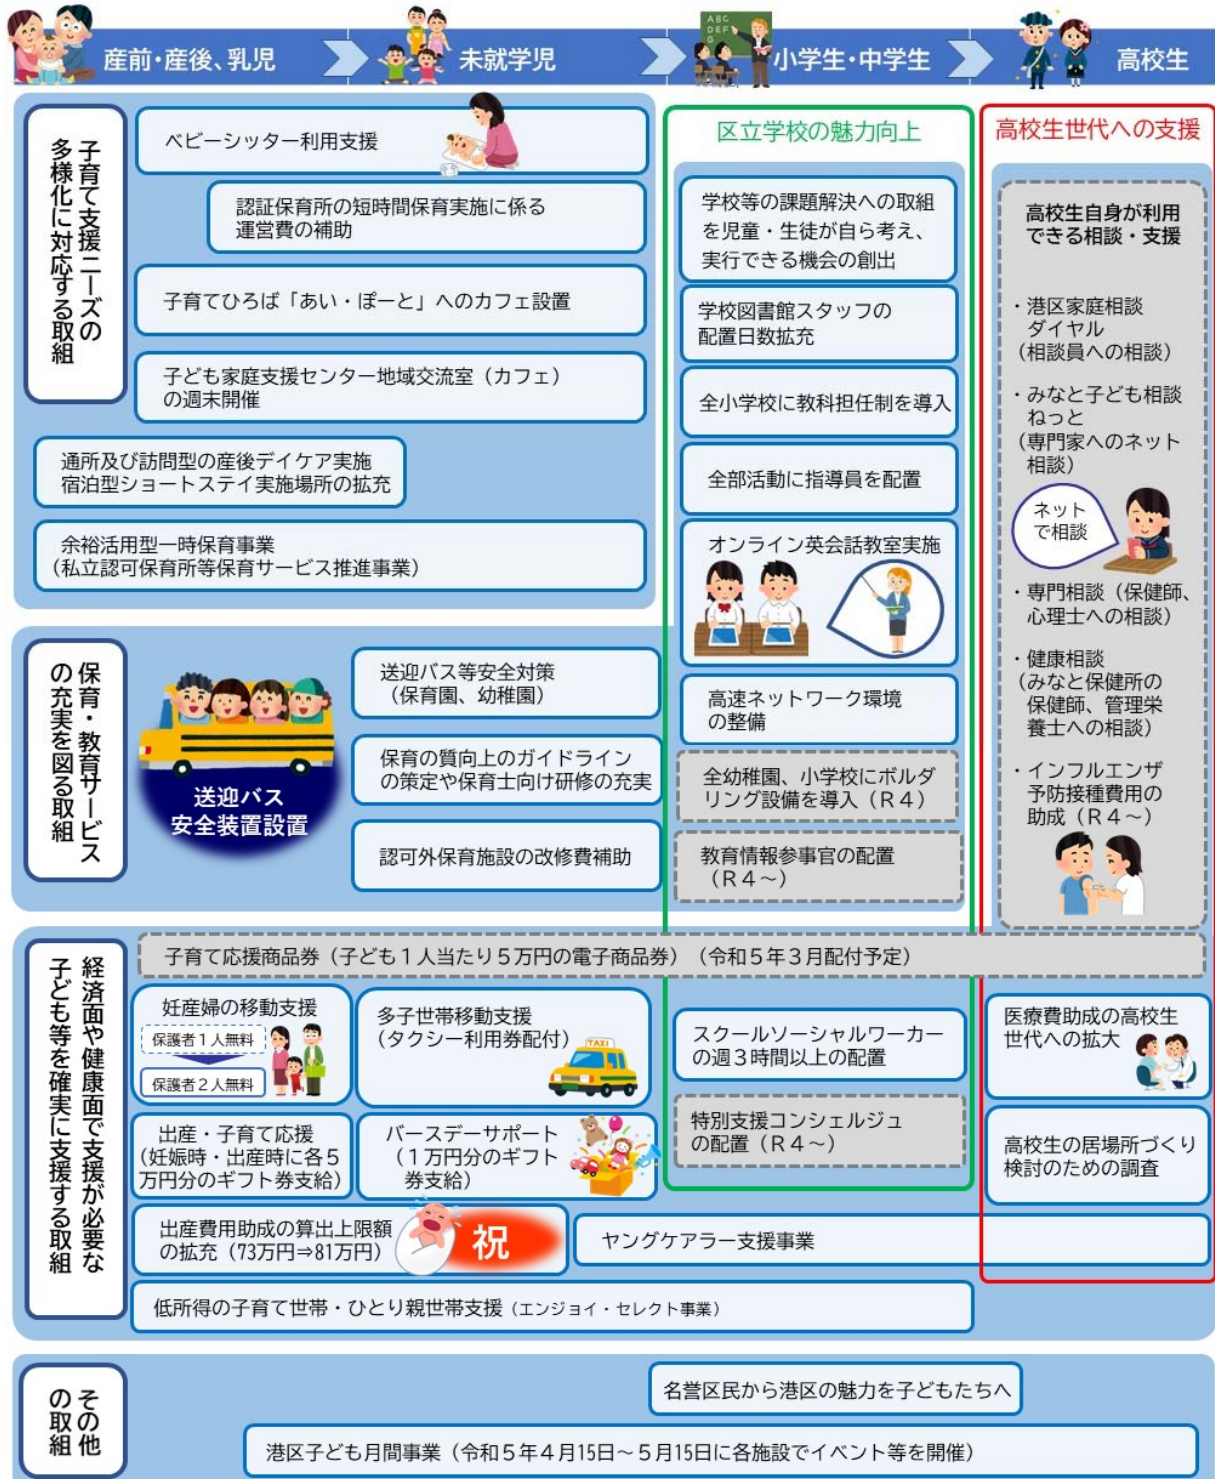 産前・産後、乳児
未就学児
小学生・中学生
高校生
ABC
DEF
G
子育て支援ニーズの
多様化に対応する取組
ベビーシッター利用支援
認証保育所の短時間保育実施に係る
運営費の補助
子育てひろば「あい・ぽーと」へのカフェ設置
子ども家庭支援センター地域交流室（カフェ）
の週末開催
通所及び訪問型の産後デイケア実施
宿泊型ショートステイ実施場所の拡充
余裕活用型一時保育事業
（私立認可保育所等保育サービス推進事業）
区立学校の魅力向上
学校等の課題解決への取組
を児童・生徒が自ら考え、
実行できる機会の創出
学校図書館スタッフの
配置日数拡充
全小学校に教科担任制を導入
全部活動に指導員を配置
オンライン英会話教室実施
高速ネットワーク環境
の整備
全幼稚園、小学校にボルダ
リング設備を導入（R４）
教育情報参事官の配置
（R４～）
高校生世代への支援
高校生自身が利用
できる相談・支援
・港区家庭相談
ダイヤル
（相談員への相談）
・みなと子ども相談
ねっと
（専門家へのネット
相談）
ネット
で相談
・専門相談（保健師、
心理士への相談）
・健康相談
（みなと保健所の
保健師、管理栄
養士への相談）
・インフルエンザ
予防接種費用の
助成（R４～）
保育・教育サービス
の充実を図る取組
送迎バス
安全装置設置
送迎バス等安全対策
（保育園、幼稚園）
保育の質向上のガイドライン
の策定や保育士向け研修の充実
認可外保育施設の改修費補助
経済面や健康面で支援が必要な
子ども等を確実に支援する取組
子育て応援商品券（子ども１人当たり５万円の電子商品券）（令和５年３月配付予定）
妊産婦の移動支援
保護者１人無料
保護者２人無料
多子世帯移動支援
（タクシー利用券配付）
TAXI
スクールソーシャルワーカー
の週３時間以上の配置
医療費助成の高校生
世代への拡大
出産・子育て応援
（妊娠時・出産時に各５
万円分のギフト券支給）
バースデーサポート
（１万円分のギフト
券支給）
特別支援コンシェルジュ
の配置（R４～）
高校生の居場所づくり
検討のための調査
出産費用助成の算出上限額
の拡充（73万円⇒81万円）
祝
ヤングケアラー支援事業
低所得の子育て世帯・ひとり親世帯支援（エンジョイ・セレクト事業）
その他
の取組
名誉区民から港区の魅力を子どもたちへ
港区子ども月間事業（令和５年４月15日～５月15日に各施設でイベント等を開催）